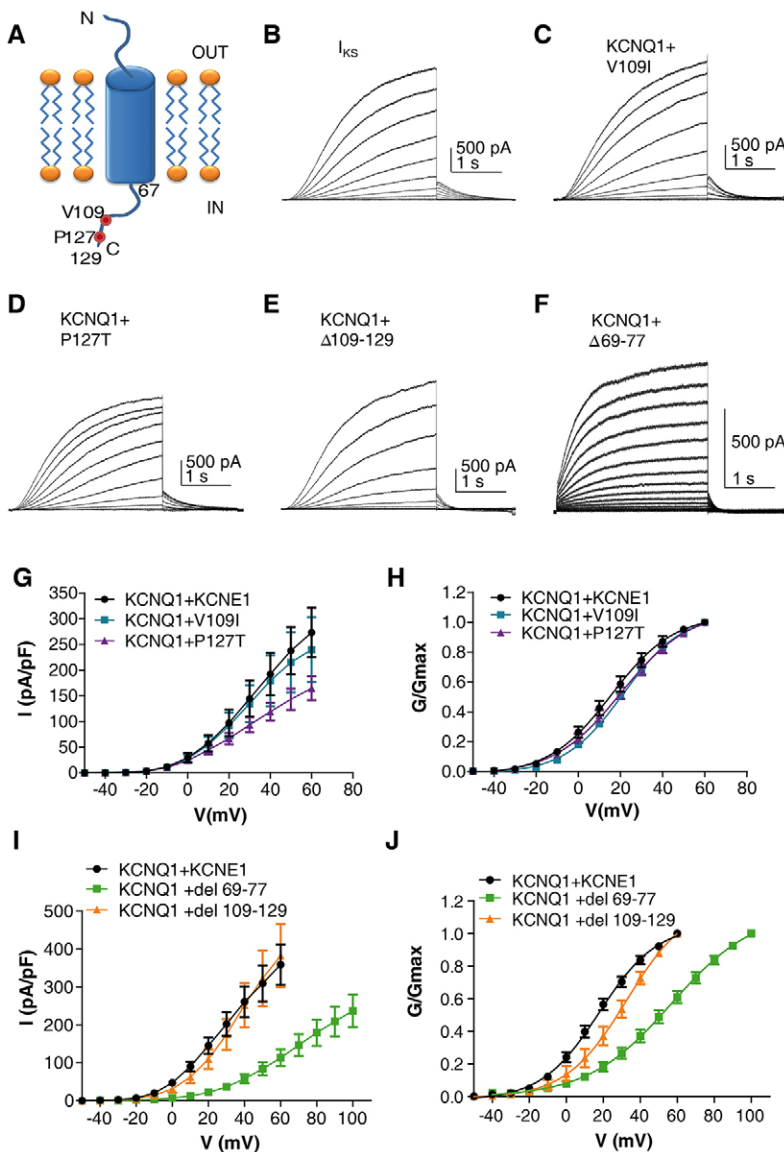 A
N
OUT
67
IN
V109
P127
C
129
B
I_KS
500 pA
1 s
C
KCNQ1+
V109I
500 pA
1 s
D
KCNQ1+
P127T
500 pA
1 s
E
KCNQ1+
Δ109-129
500 pA
1 s
F
KCNQ1+
Δ69-77
500 pA
1 s
G
KCNQ1+KCNE1
KCNQ1+V109I
KCNQ1+P127T
I (pA/pF)
350
300
250
200
150
100
50
0
-40 -20 0 20 40 60 80
V(mV)
H
KCNQ1+KCNE1
KCNQ1+V109I
KCNQ1+P127T
G/Gmax
1.2
1.0
0.8
0.6
0.4
0.2
0.0
-40 -20 0 20 40 60 80
V(mV)
I
KCNQ1+KCNE1
KCNQ1 +del 69-77
KCNQ1 +del 109-129
I (pA/pF)
500
400
300
200
100
0
-40 -20 0 20 40 60 80 100
V (mV)
J
KCNQ1+KCNE1
KCNQ1 +del 69-77
KCNQ1 +del 109-129
G/Gmax
1.2
1.0
0.8
0.6
0.4
0.2
0.0
-40 -20 0 20 40 60 80 100
V (mV)